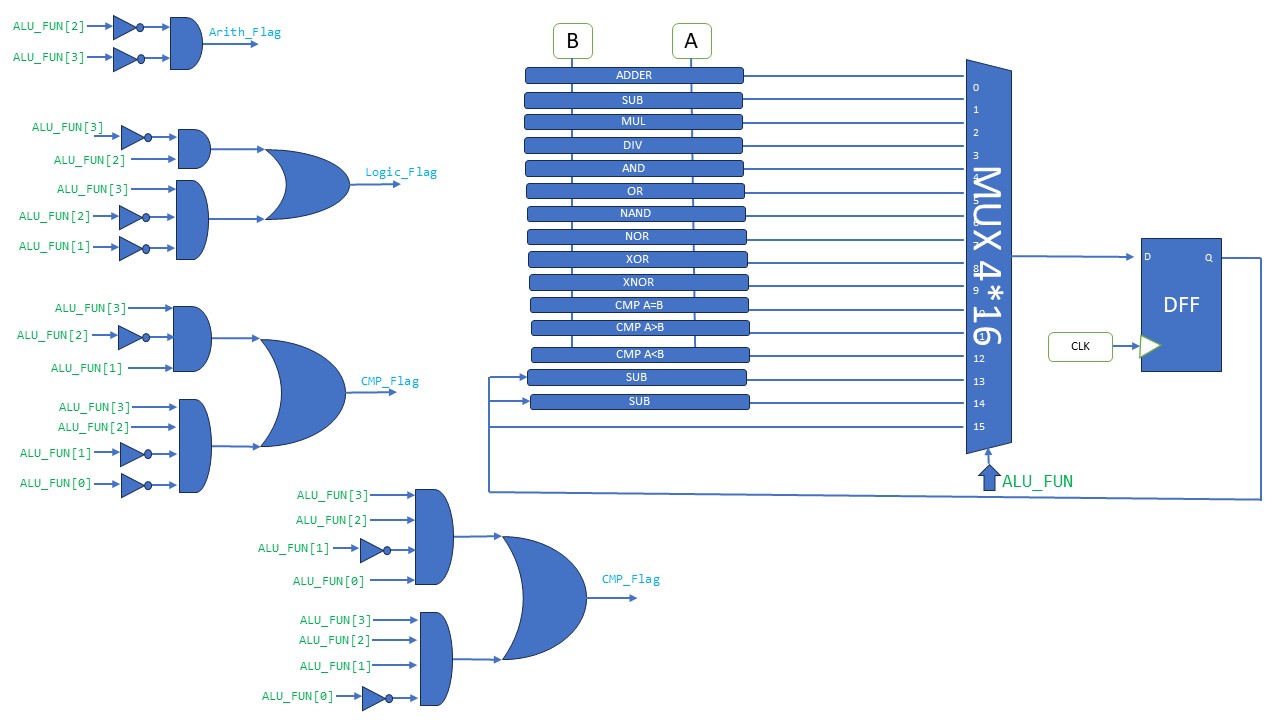 ALU_FUN[2]
Arith_Flag
ALU_FUN[3]
ALU_FUN[3]
ALU_FUN[2]
Logic_Flag
ALU_FUN[3]
ALU_FUN[2]
ALU_FUN[1]
ALU_FUN[3]
ALU_FUN[2]
ALU_FUN[1]
CMP_Flag
ALU_FUN[3]
ALU_FUN[2]
ALU_FUN[1]
ALU_FUN[0]
ALU_FUN[3]
ALU_FUN[2]
ALU_FUN[1]
ALU_FUN[0]
CMP_Flag
ALU_FUN[3]
ALU_FUN[2]
ALU_FUN[1]
ALU_FUN[0]
B
A
ADDER
SUB
MUL
DIV
AND
OR
NAND
NOR
XOR
XNOR
CMP A=B
CMP A>B
CMP A<B
SUB
SUB
0
1
2
3
4
5
6
7
8
9
10
11
12
13
14
15
MUX 4*16
ALU_FUN
D
Q
DFF
CLK